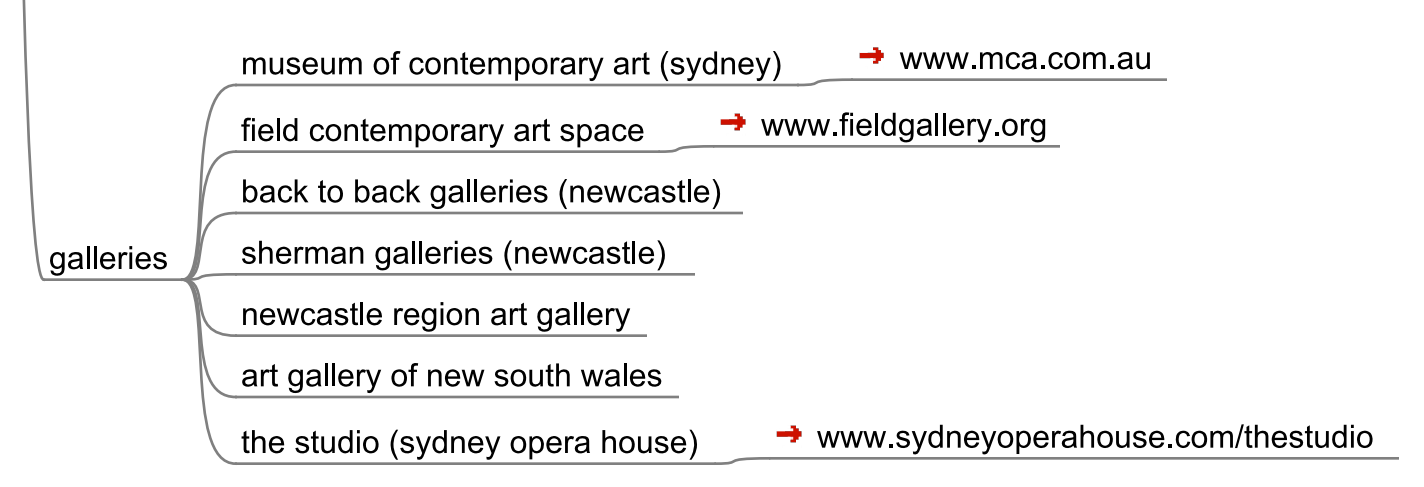 museum of contemporary art (sydney) www.mca.com.au
field contemporary art space www.fieldgallery.org
back to back galleries (newcastle)
galleries
sherman galleries (newcastle)
newcastle region art gallery
art gallery of new south wales
the studio (sydney opera house) www.sydneyoperahouse.com/thestudio